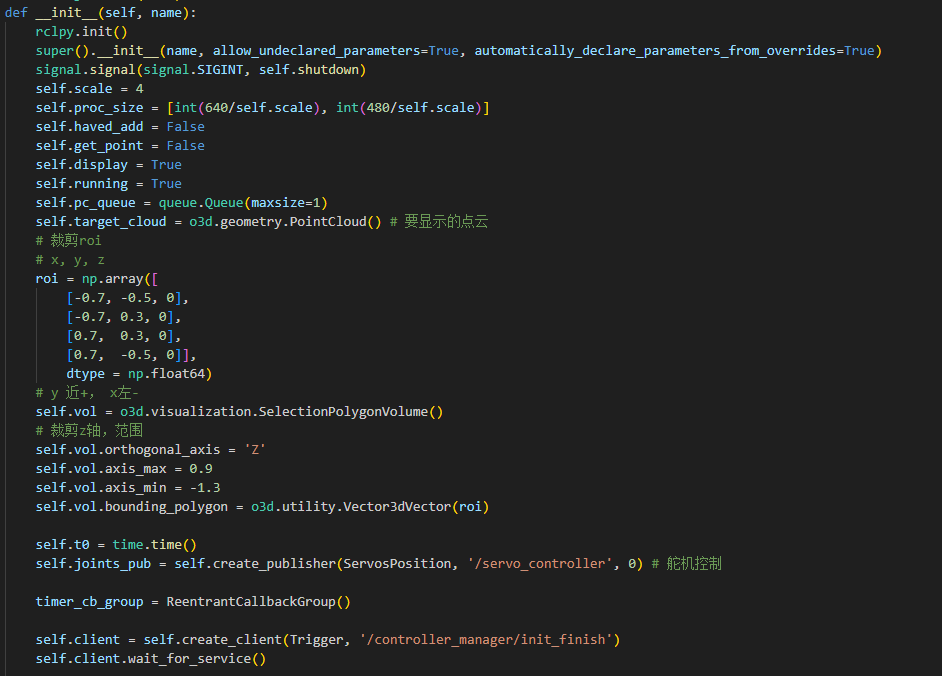 def __init__(self, name):
rclpy.init()
super().__init__(name, allow_undeclared_parameters=True, automatically_declare_parameters_from_overrides=True)
signal.signal(signal.SIGINT, self.shutdown)
self.scale = 4
self.proc_size = [int(640/self.scale), int(480/self.scale)]
self.haved_add = False
self.get_point = False
self.display = True
self.running = True
self.pc_queue = queue.Queue(maxsize=1)
self.target_cloud = o3d.geometry.PointCloud() # 要显示的点云
# 裁剪roi
# x, y, z
roi = np.array([
[-0.7, -0.5, 0],
[-0.7, 0.3, 0],
[0.7,  0.3, 0],
[0.7,  -0.5, 0]],
dtype = np.float64)
# y 近+， x左-
self.vol = o3d.visualization.SelectionPolygonVolume()
# 裁剪z轴，范围
self.vol.orthogonal_axis = 'Z'
self.vol.axis_max = 0.9
self.vol.axis_min = -1.3
self.vol.bounding_polygon = o3d.utility.Vector3dVector(roi)
self.t0 = time.time()
self.joints_pub = self.create_publisher(ServosPosition, '/servo_controller', 0) # 舵机控制
timer_cb_group = ReentrantCallbackGroup()
self.client = self.create_client(Trigger, '/controller_manager/init_finish')
self.client.wait_for_service()